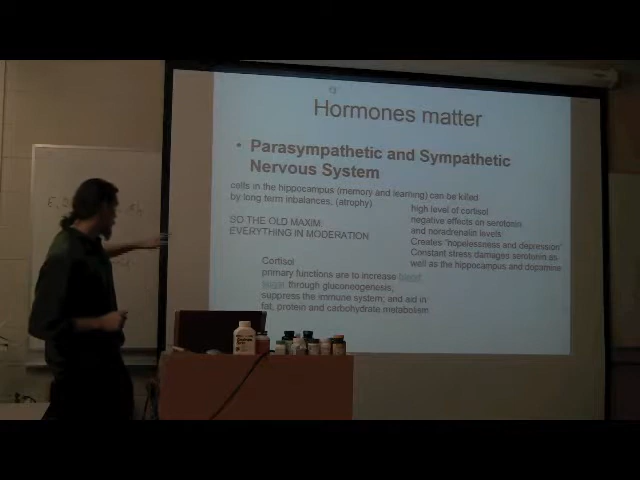 Hormones matter
• Parasympathetic and Sympathetic
Nervous System
cells in the hippocampus (memory and learning) can be killed
by long term inbalances, (atrophy)
SO THE OLD MAXIM:
EVERYTHING IN MODERATION
high level of cortisol
negative effects on serotonin
and noradrenalin levels
Creates "hopelessness and depression"
Constant stress damages serotonin as
well as the hippocampus and dopamine
Cortisol
primary functions are to increase blood
sugar through gluconeogenesis;
suppress the immune system; and aid in
fat, protein and carbohydrate metabolism